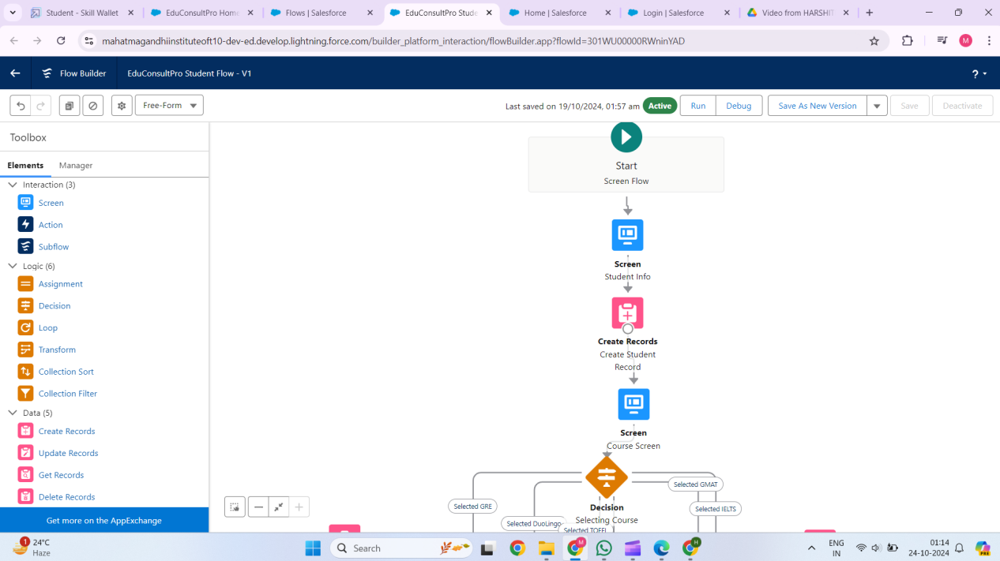 Student - Skill Wallet
EduConsultPro Home
Flows | Salesforce
EduConsultPro Stude
Home | Salesforce
Login | Salesforce
Video from HARSHIT
mahatmagandhiinstituteoft10-dev-ed.develop.lightning.force.com/builder_platform_interaction/flowBuilder.app?flowId=301WU00000RWninYAD
M
Flow Builder
EduConsultPro Student Flow - V1
?
Free-Form
Last saved on 19/10/2024, 01:57 am
Active
Run
Debug
Save As New Version
Save
Deactivate
Toolbox
Elements
Manager
Interaction (3)
Screen
Action
Subflow
Logic (6)
Assignment
Decision
Loop
Transform
Collection Sort
Collection Filter
Data (5)
Create Records
Update Records
Get Records
Delete Records
Get more on the AppExchange
Start
Screen Flow
Screen
Student Info
Create Records
Create Student
Record
Screen
Course Screen
Decision
Selecting Course
Selected GRE
Selected DuoLingo
Selected TOEFL
Selected GMAT
Selected IELTS
1
24°C
Haze
Search
M
H
ENG
IN
01:14
24-10-2024
PRE